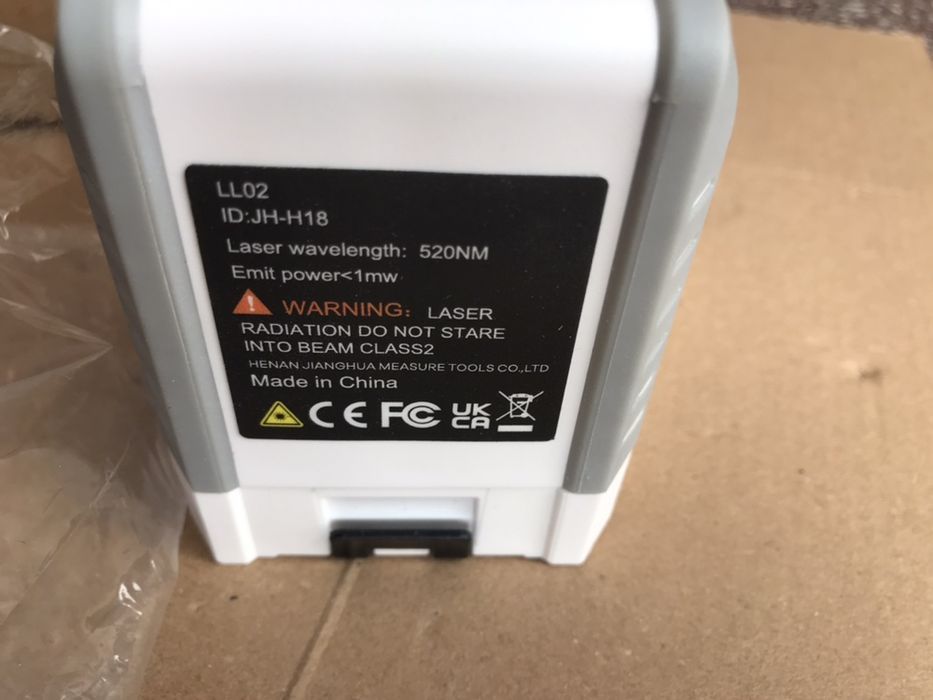 LL02
ID:JH-H18
Laser wavelength: 520NM
Emit power<1mw
WARNING: LASER
RADIATION DO NOT STARE
INTO BEAM CLASS2
HENAN JIANGHUA MEASURE TOOLS CO.,LTD
Made in China
CE FC UK
CA